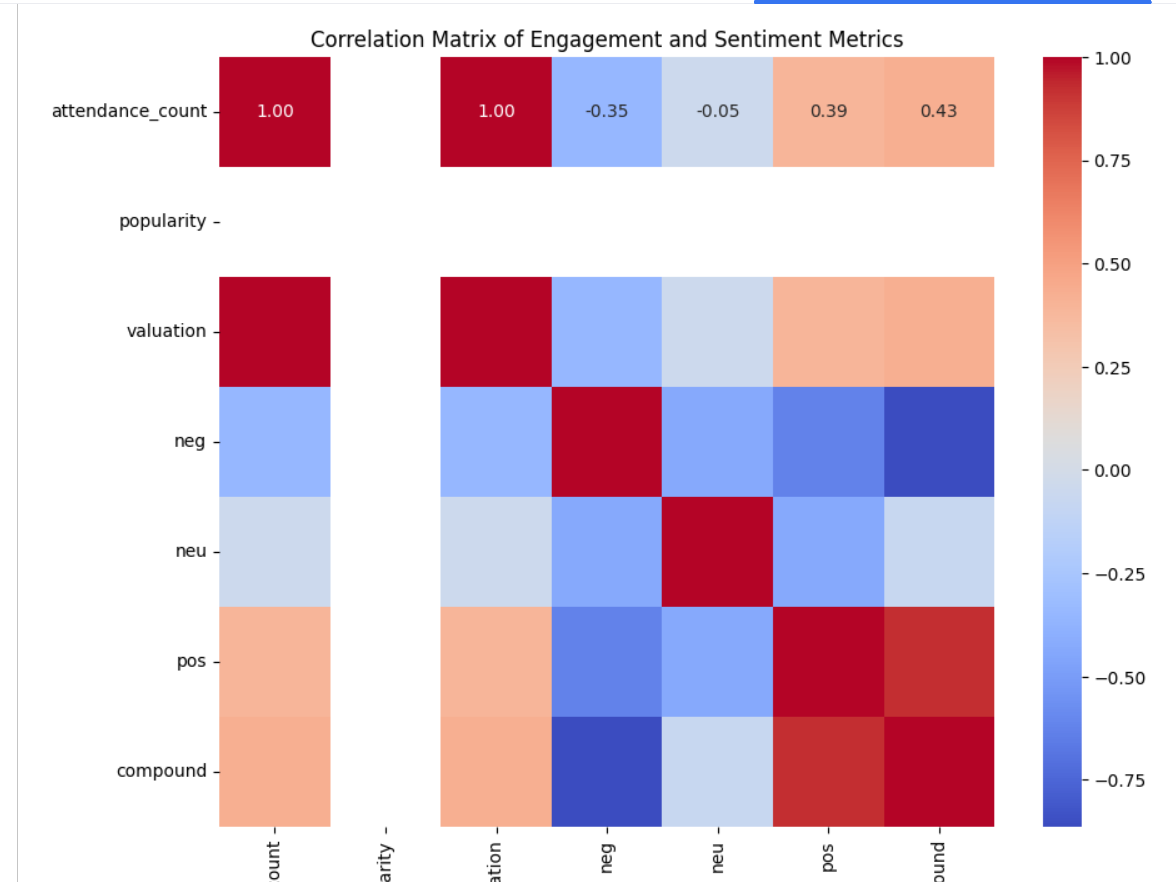 Correlation Matrix of Engagement and Sentiment Metrics
attendance_count
1.00
1.00
-0.35
-0.05
0.39
0.43
popularity
valuation
neg
neu
pos
compound
ount
arity
ation
neg
neu
pos
ound
1.00
0.75
0.50
0.25
0.00
−0.25
−0.50
−0.75